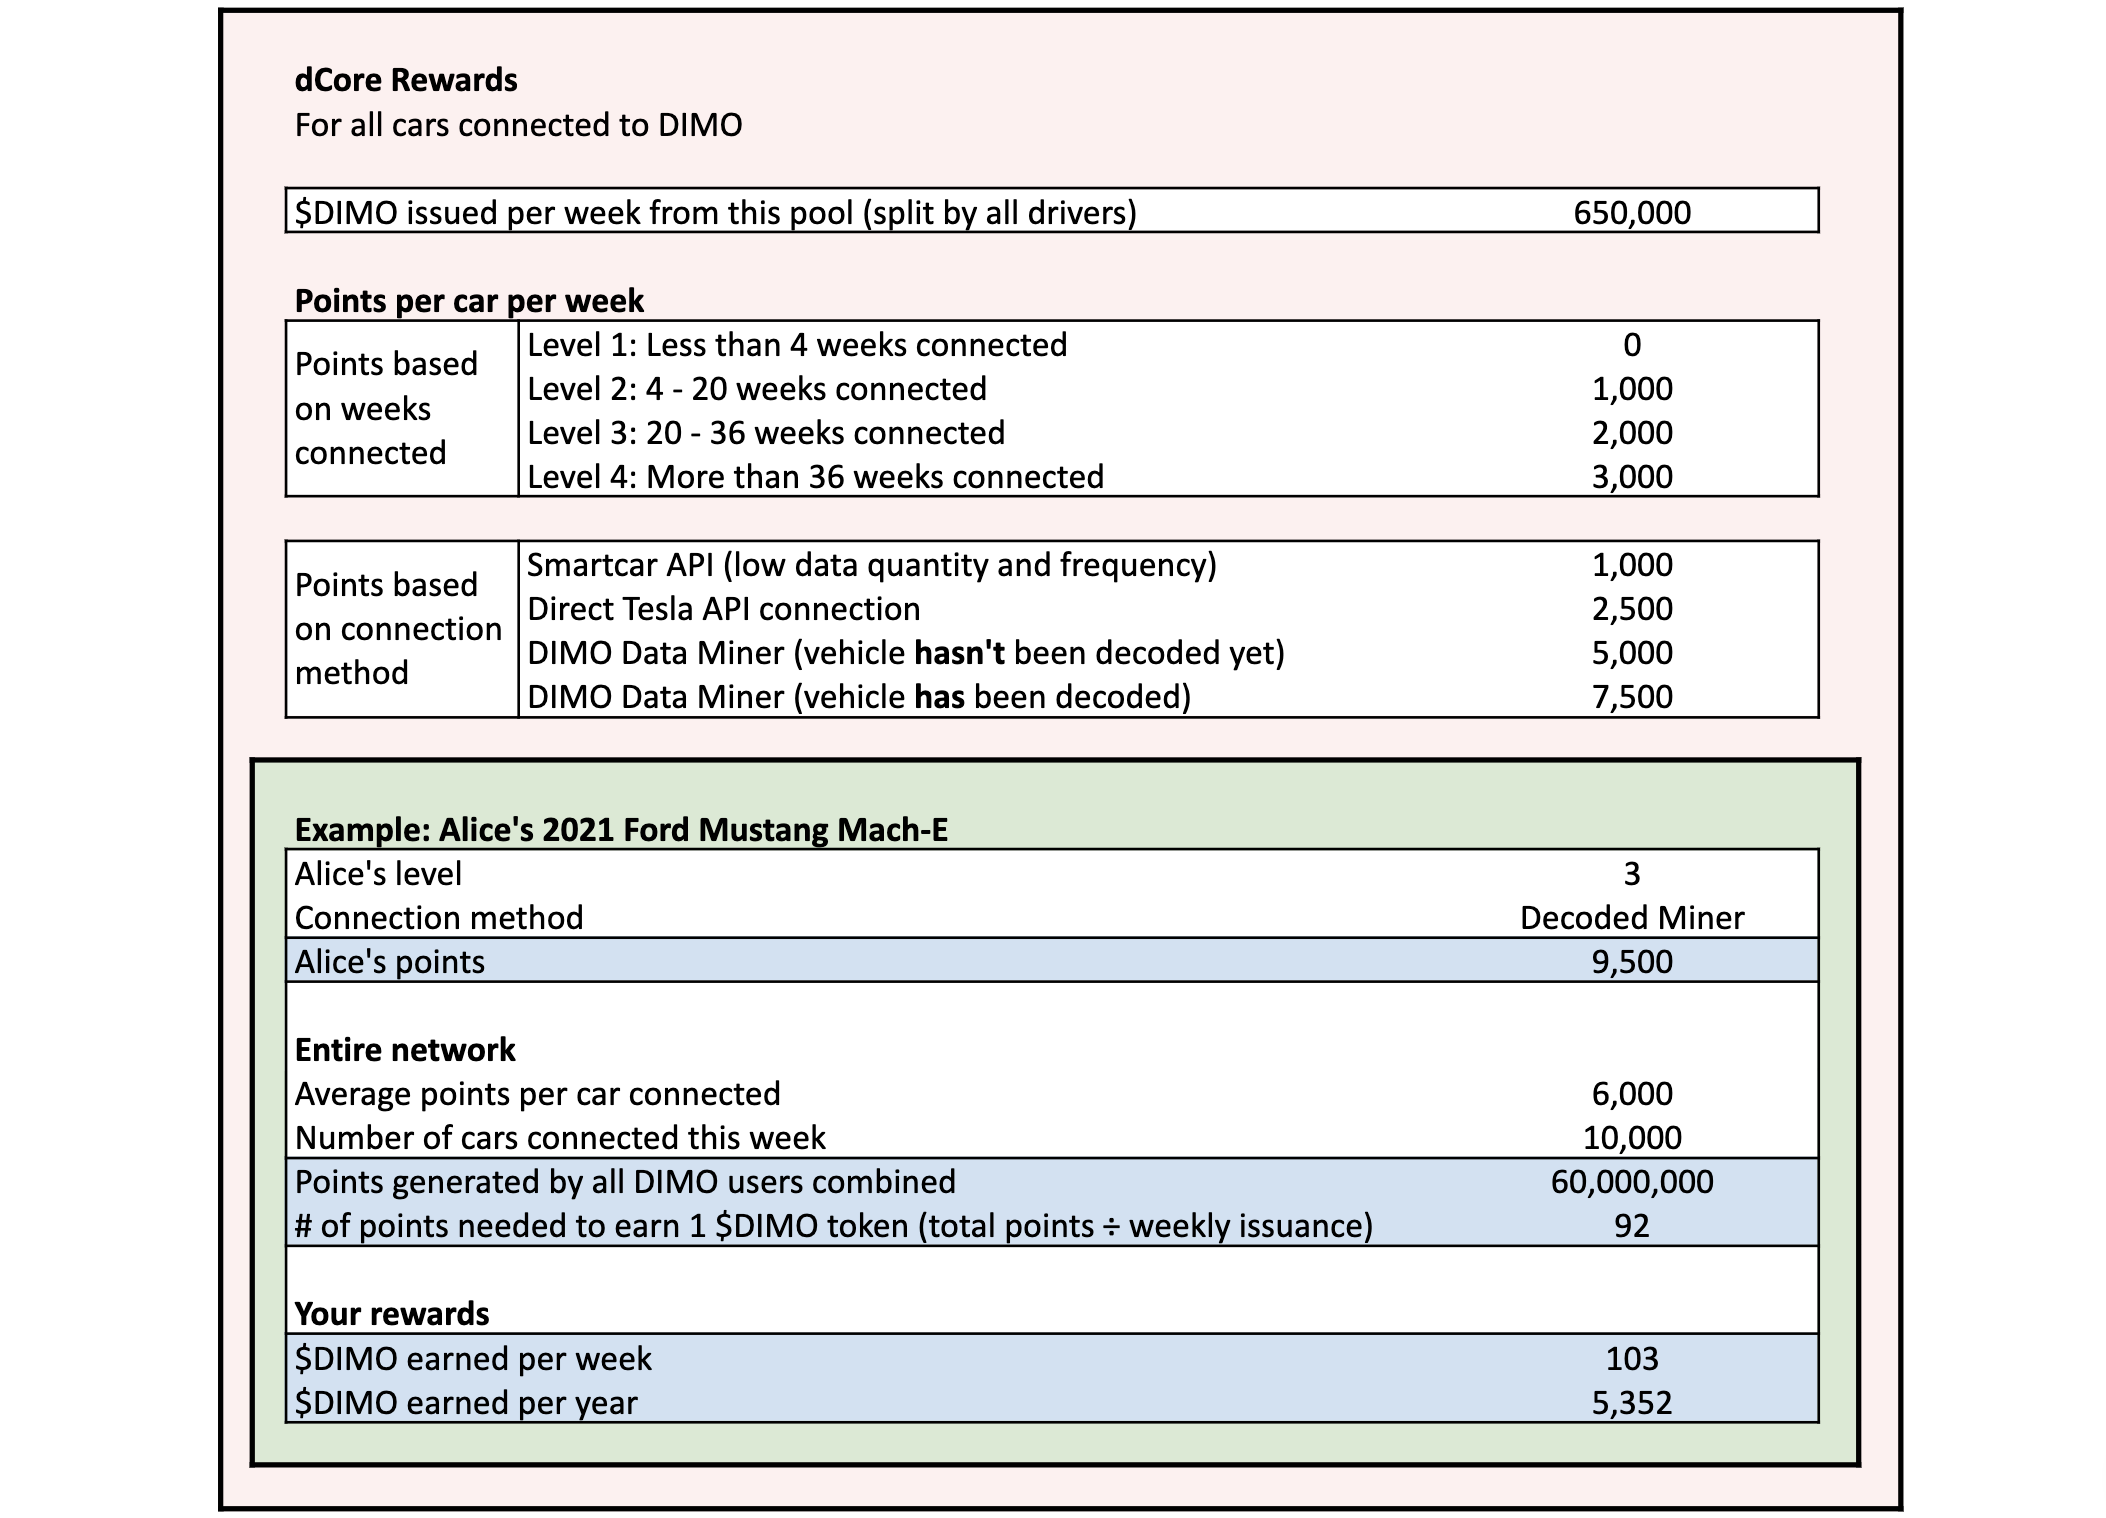 dCore Rewards
For all cars connected to DIMO
$DIMO issued per week from this pool (split by all drivers) 650,000
Points per car per week
Points based
on weeks
connected
Level 1: Less than 4 weeks connected 0
Level 2: 4 - 20 weeks connected 1,000
Level 3: 20 - 36 weeks connected 2,000
Level 4: More than 36 weeks connected 3,000
Points based
on connection
method
Smartcar API (low data quantity and frequency) 1,000
Direct Tesla API connection 2,500
DIMO Data Miner (vehicle hasn't been decoded yet) 5,000
DIMO Data Miner (vehicle has been decoded) 7,500
Example: Alice's 2021 Ford Mustang Mach-E
Alice's level 3
Connection method Decoded Miner
Alice's points 9,500
Entire network
Average points per car connected 6,000
Number of cars connected this week 10,000
Points generated by all DIMO users combined 60,000,000
# of points needed to earn 1 $DIMO token (total points ÷ weekly issuance) 92
Your rewards
$DIMO earned per week 103
$DIMO earned per year 5,352